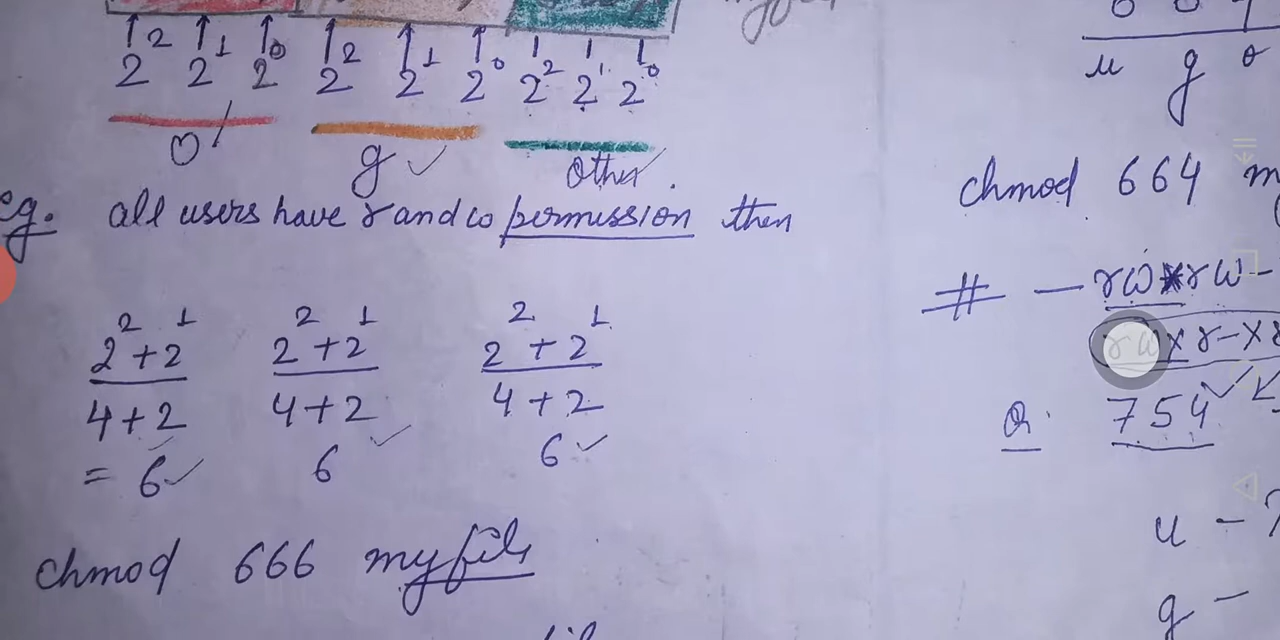 2² 2¹ 2⁰ 2² 2¹ 2⁰ 2² 2¹ 2⁰
O g other.
eg. all users have r and w permission then
2² + 2¹ 2² + 2¹ 2² + 2¹
4+2 4+2 4+2
= 6 6 6
chmod 666 myfile
u g o
chmod 664 m
# - rw
rwx r-x r
Q. 754
u -
g -